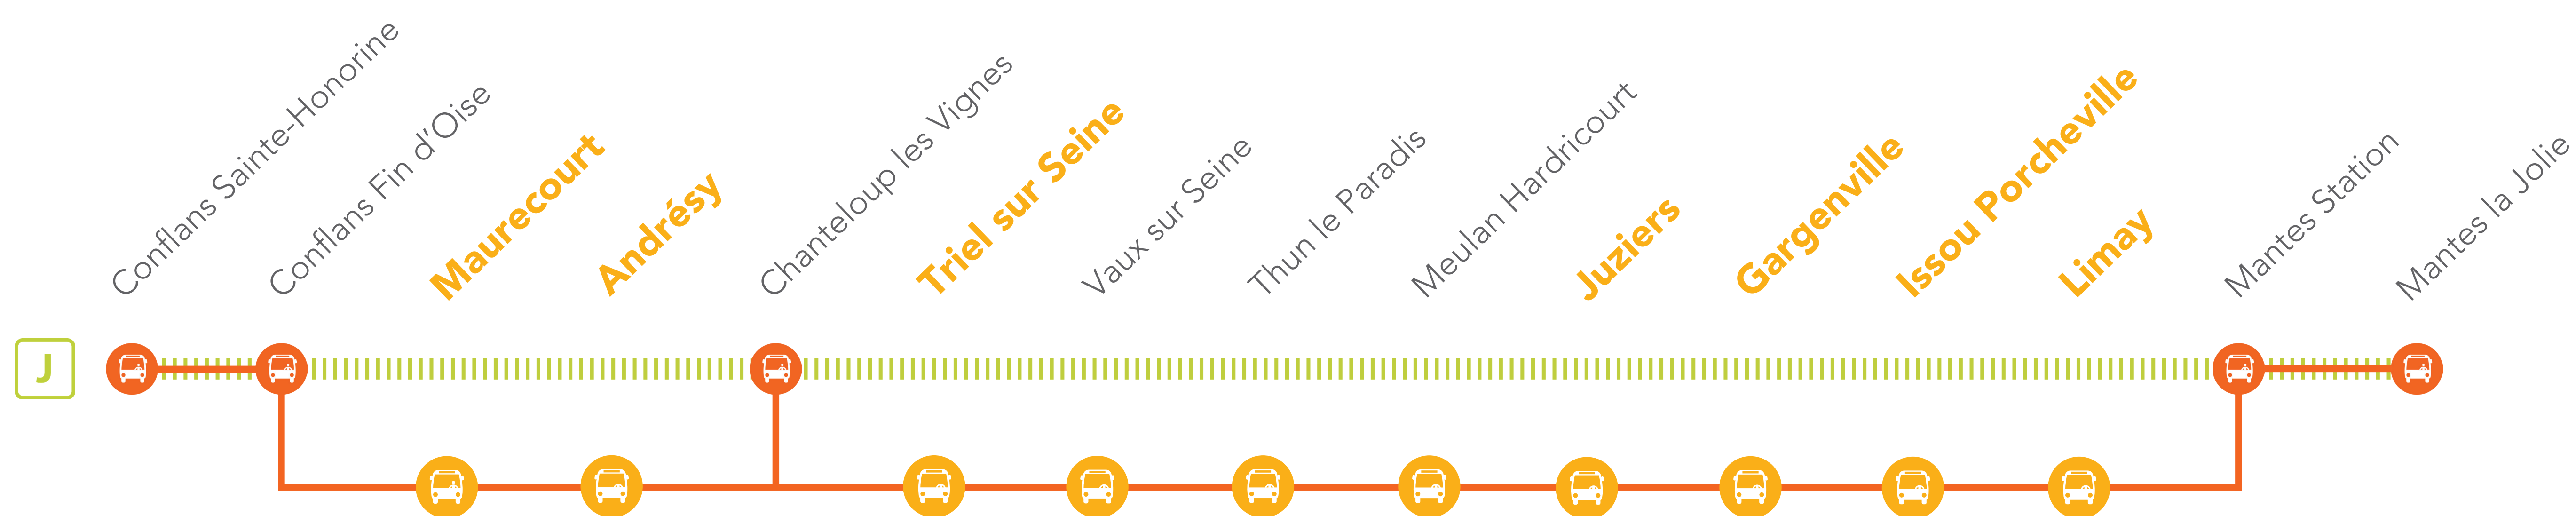 Conflans Sainte-Honorine
Conflans Fin d'Oise
Maurecourt
Andrésy
Chanteloup les Vignes
Triel sur Seine
Vaux sur Seine
Thun le Paradis
Meulan Hardricourt
Juziers
Gargenville
Issou Porcheville
Limay
Mantes Station
Mantes la Jolie
J